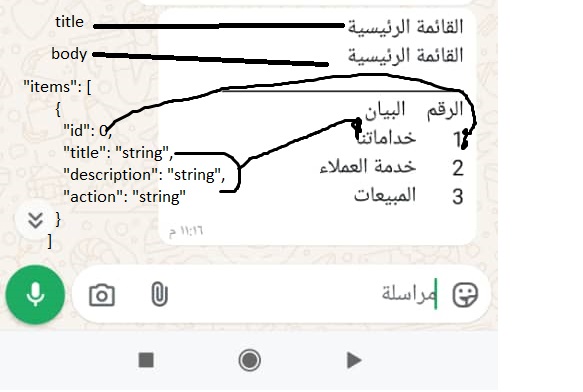 title
القائمة الرئيسية
body
القائمة الرئيسية
"items": [
{
"id": 0,
"title": "string",
"description": "string",
"action": "string"
}
]
الرقم البيان
1 خداماتنا
2 خدمة العملاء
3 المبيعات
١١:١٦ م
مراسلة